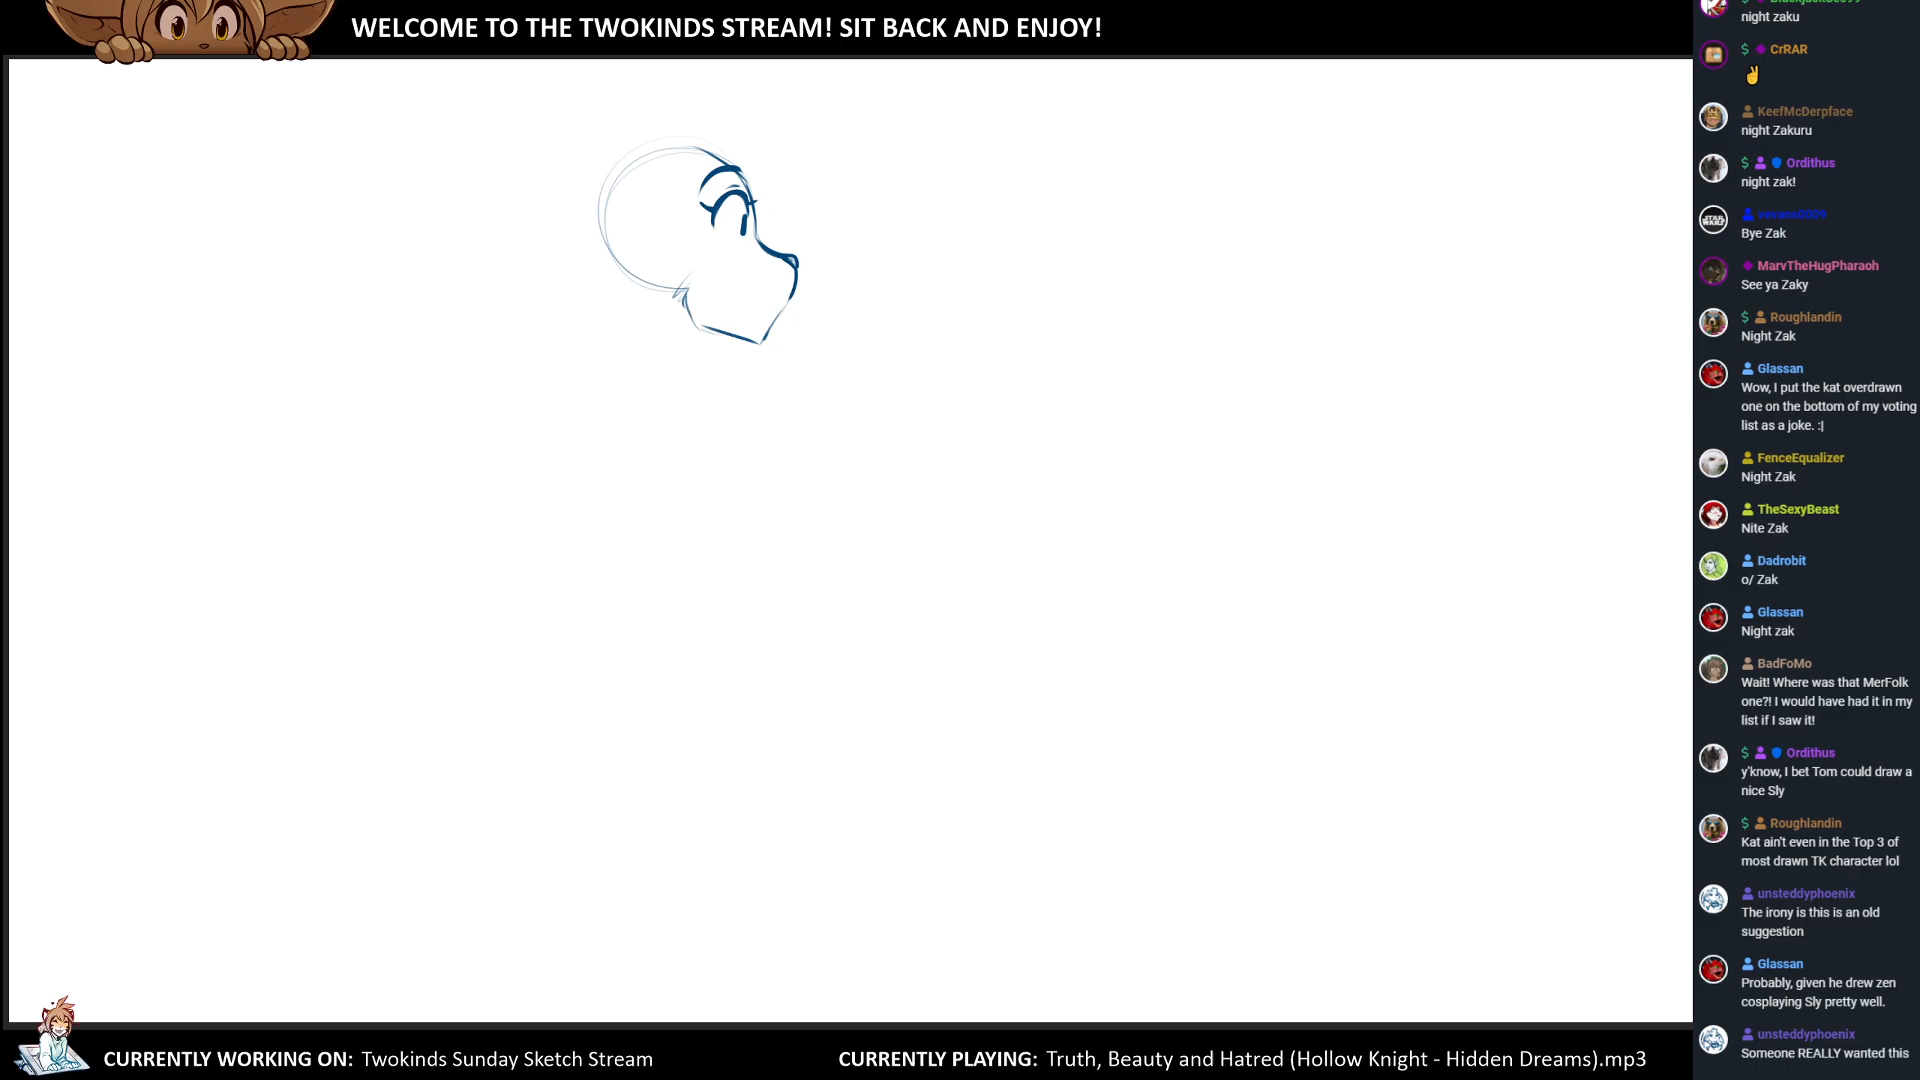 WELCOME TO THE TWOKINDS STREAM! SIT BACK AND ENJOY!
night zaku
$ CrRAR
✌
KeefMcDerpface
night Zakuru
$ Ordithus
night zak!
Bye Zak
MarvTheHugPharaoh
See ya Zaky
$ Roughlandin
Night Zak
Glassan
Wow, I put the kat overdrawn
one on the bottom of my voting
list as a joke. :|
FenceEqualizer
Night Zak
TheSexyBeast
Nite Zak
Dadrobit
o/ Zak
Glassan
Night zak
BadFoMo
Wait! Where was that MerFolk
one?! I would have had it in my
list if I saw it!
$ Ordithus
y'know, I bet Tom could draw a
nice Sly
$ Roughlandin
Kat ain't even in the Top 3 of
most drawn TK character lol
unsteddyphoenix
The irony is this is an old
suggestion
Glassan
Probably, given he drew zen
cosplaying Sly pretty well.
unsteddyphoenix
Someone REALLY wanted this
STAR
WARS
CURRENTLY WORKING ON: Twokinds Sunday Sketch Stream
CURRENTLY PLAYING: Truth, Beauty and Hatred (Hollow Knight - Hidden Dreams).mp3